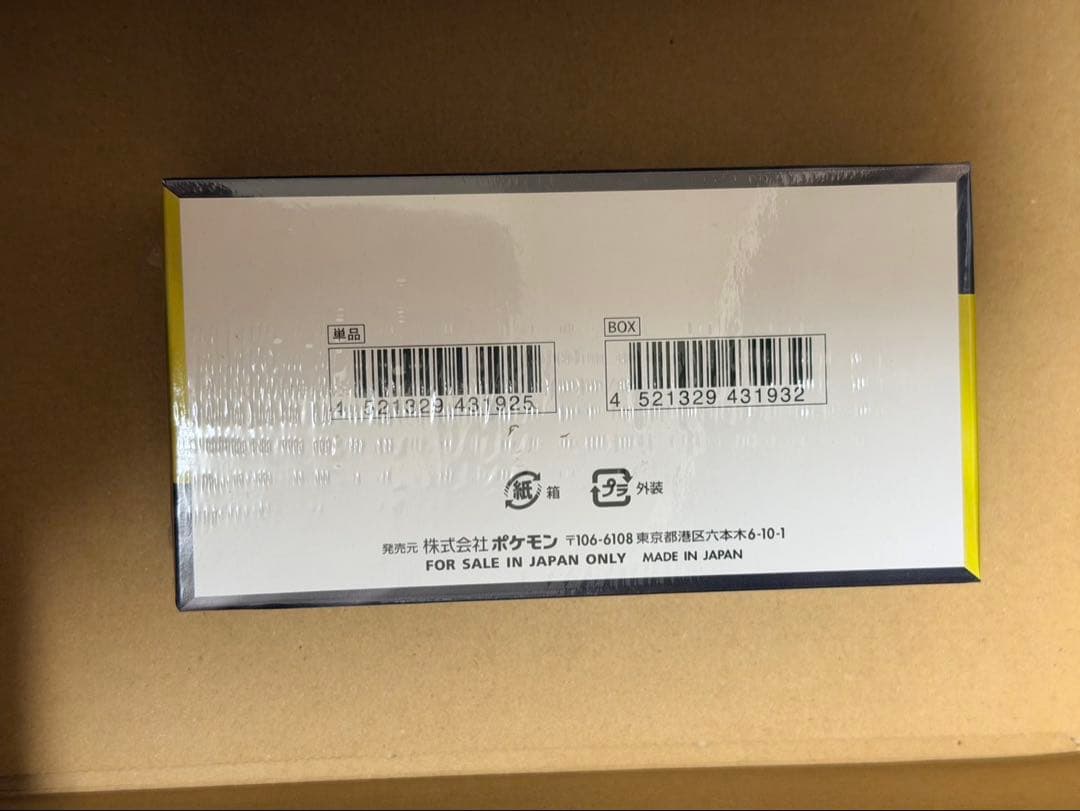 単品
BOX
4 521329 431925
4 521329 431932
紙 箱
プラ 外装
発売元 株式会社ポケモン 〒106-6108 東京都港区六本木6-10-1
FOR SALE IN JAPAN ONLY MADE IN JAPAN